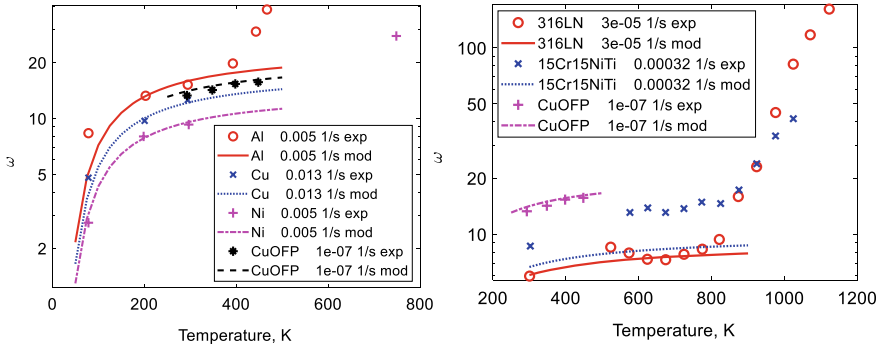 40
20
10
5
2
ω
0
200
400
600
800
Temperature, K
Al 0.005 1/s exp
Al 0.005 1/s mod
Cu 0.013 1/s exp
Cu 0.013 1/s mod
Ni 0.005 1/s exp
Ni 0.005 1/s mod
CuOFP 1e-07 1/s exp
CuOFP 1e-07 1/s mod
100
50
20
10
ω
200
400
600
800
1000
1200
Temperature, K
316LN 3e-05 1/s exp
316LN 3e-05 1/s mod
15Cr15NiTi 0.00032 1/s exp
15Cr15NiTi 0.00032 1/s mod
CuOFP 1e-07 1/s exp
CuOFP 1e-07 1/s mod